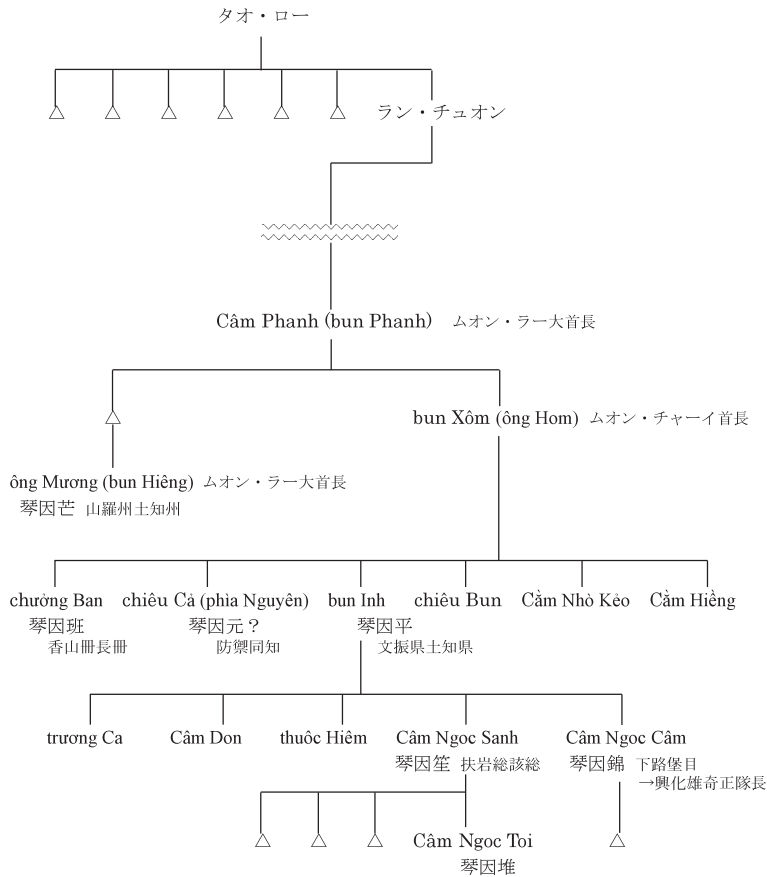 タオ・ロー
ラン・チュオン
Câm Phanh (bun Phanh) ムオン・ラー大首長
bun Xôm (ông Hom) ムオン・チャーイ首長
ông Mương (bun Hiêng) ムオン・ラー大首長
琴因芒 山羅州土知州
chưởng Ban chiêu Cả (phìa Nguyên) bun Inh chiêu Bun Cầm Nhò Kẻo Cầm Hiềng
琴因班 琴因元？ 琴因平
香山冊長冊 防禦同知 文振県土知県
trương Ca Câm Don thuôc Hiêm Câm Ngoc Sanh Câm Ngoc Câm
琴因笙 扶岩総該総 琴因錦 下路堡目
→興化雄奇正隊長
Câm Ngoc Toi
琴因堆